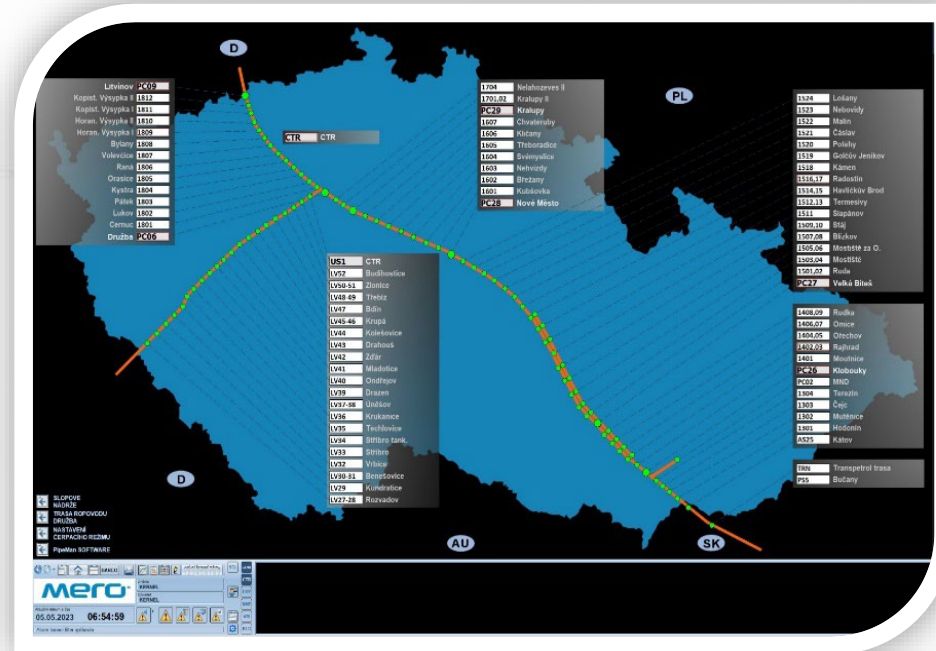 D
PL
Litvínov PC09
Kopist. Výsypka II 1812
Kopist. Výsypka I 1811
Horan. Výsypka II 1810
Horan. Výsypka I 1809
Bylany 1808
Volevčice 1807
Raná 1806
Orasice 1805
Kystra 1804
Pátek 1803
Lukov 1802
Černuc 1801
Družba PC06
CTR CTR
1704 Nelahozeves II
1701,02 Kralupy II
PC29 Kralupy
1607 Chvateruby
1606 Klíčany
1605 Třeboradice
1604 Svémyslice
1603 Nehvizdy
1602 Břežany
1601 Kubšovka
PC28 Nové Město
1524 Lošany
1523 Nebovidy
1522 Malín
1521 Čáslav
1520 Potěhy
1519 Golčův Jeníkov
1518 Kámen
1516,17 Radostín
1514,15 Havlíčkův Brod
1512,13 Termesivy
1511 Šlapánov
1509,10 Stáj
1507,08 Blízkov
1505,06 Mostiště za O.
1503,04 Mostiště
1501,02 Ruda
PC27 Velká Bíteš
US1 CTR
LV52 Budihostice
LV50-51 Zlonice
LV48-49 Třebíz
LV47 Bdín
LV45-46 Krupá
LV44 Kolešovice
LV43 Drahouš
LV42 Žďár
LV41 Mladotice
LV40 Ondřejov
LV39 Drazen
LV37-38 Úněšov
LV36 Krukanice
LV35 Techlovice
LV34 Stříbro tank.
LV33 Stříbro
LV32 Vrbice
LV30-31 Benešovice
LV29 Kundratice
LV27-28 Rozvadov
1408,09 Rudka
1406,07 Omice
1404,05 Ořechov
1402,03 Rajhrad
1401 Moutnice
PC26 Klobouky
PC02 MND
1304 Terezín
1303 Čejč
1302 Mutěnice
1301 Hodonín
AS25 Kátov
TRN Transpetrol trasa
PS5 Bučany
D
AU
SK
SLOPOVÉ
NÁDRŽE
TRASA ROPOVODU
DRUŽBA
NASTAVENÍ
ČERPACÍHO REŽIMU
PipeMan SOFTWARE
MERO
KERNEL
KERNEL
05.05.2023 06:54:59